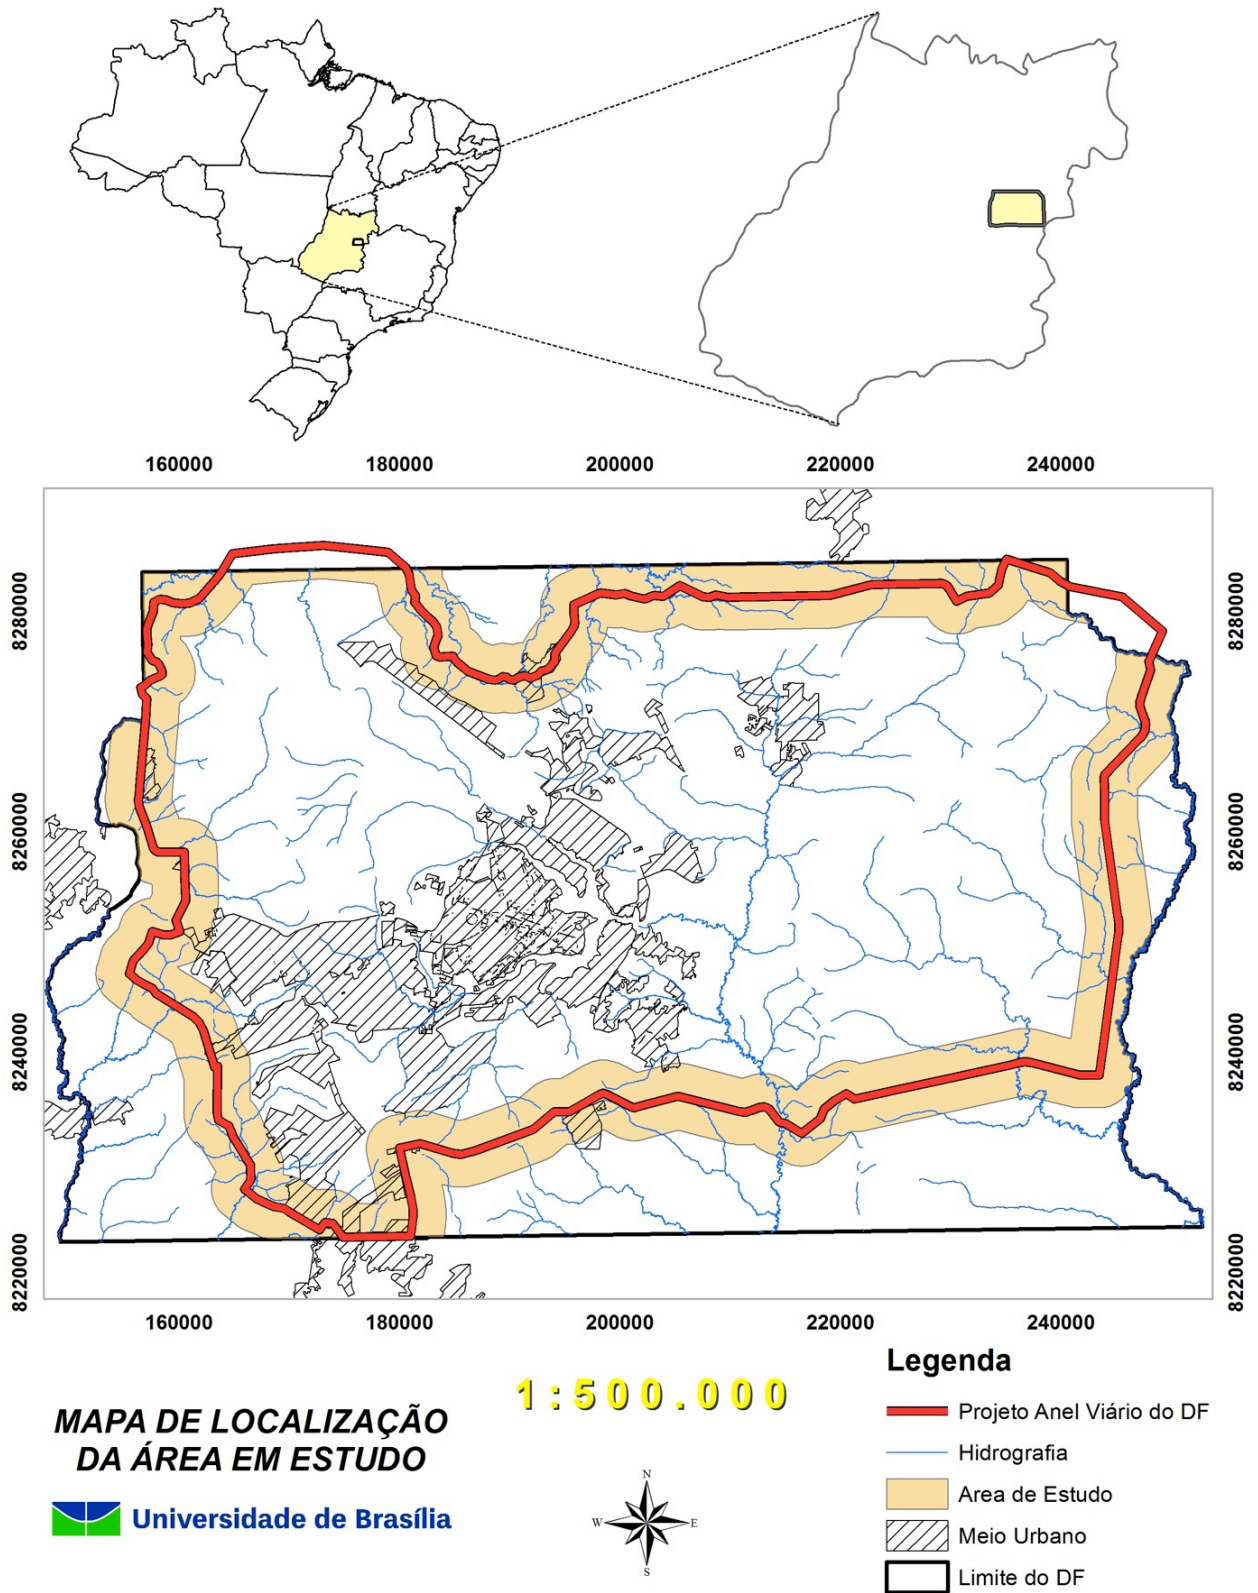 160000 180000 200000 220000 240000
8280000 8280000
8260000 8260000
8240000 8240000
8220000 8220000
160000 180000 200000 220000 240000
1:500.000
MAPA DE LOCALIZAÇÃO
DA ÁREA EM ESTUDO
Universidade de Brasília
N
W E
S
Legenda
Projeto Anel Viário do DF
Hidrografia
Area de Estudo
Meio Urbano
Limite do DF